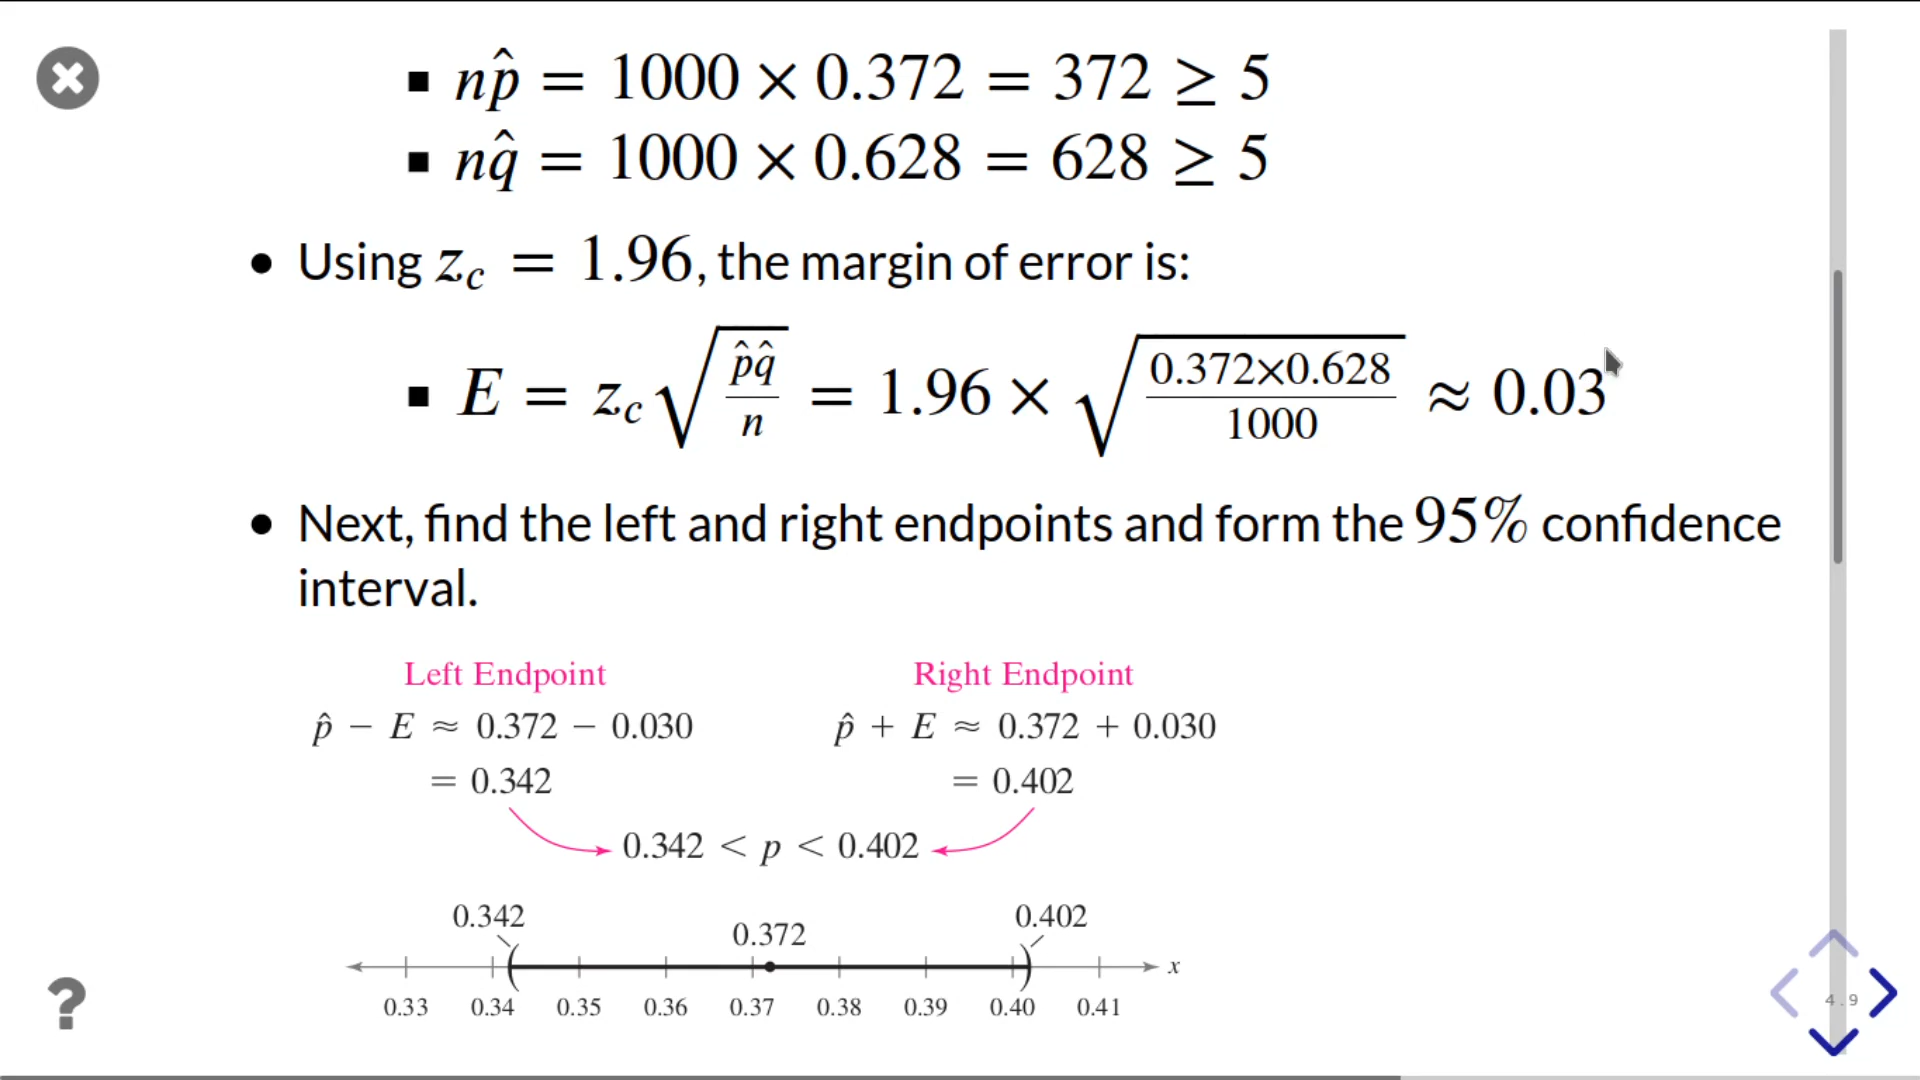 ▪ np̂ = 1000 × 0.372 = 372 ≥ 5
▪ nq̂ = 1000 × 0.628 = 628 ≥ 5
• Using z_c = 1.96, the margin of error is:
▪ E = z_c √(p̂q̂/n) = 1.96 × √(0.372×0.628/1000) ≈ 0.03
• Next, find the left and right endpoints and form the 95% confidence
interval.
Left Endpoint Right Endpoint
p̂ − E ≈ 0.372 − 0.030 p̂ + E ≈ 0.372 + 0.030
= 0.342 = 0.402
0.342 < p < 0.402
0.342 0.372 0.402
x
0.33 0.34 0.35 0.36 0.37 0.38 0.39 0.40 0.41
?
4.9